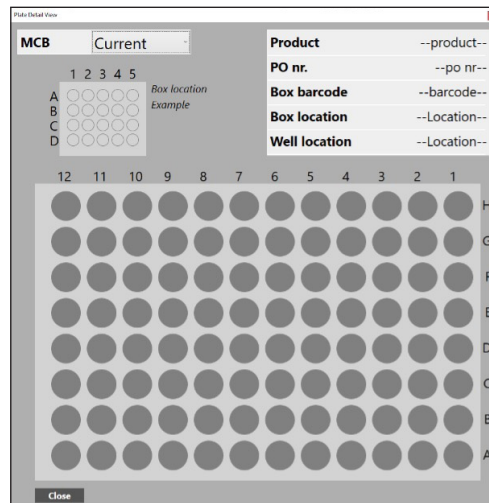 Plate Detail View
MCB Current
Product --product--
PO nr. --po nr--
Box barcode --barcode--
Box location --Location--
Well location --Location--
1 2 3 4 5
A
B
C
D
Box location
Example
12 11 10 9 8 7 6 5 4 3 2 1
H
G
F
E
D
C
B
A
Close